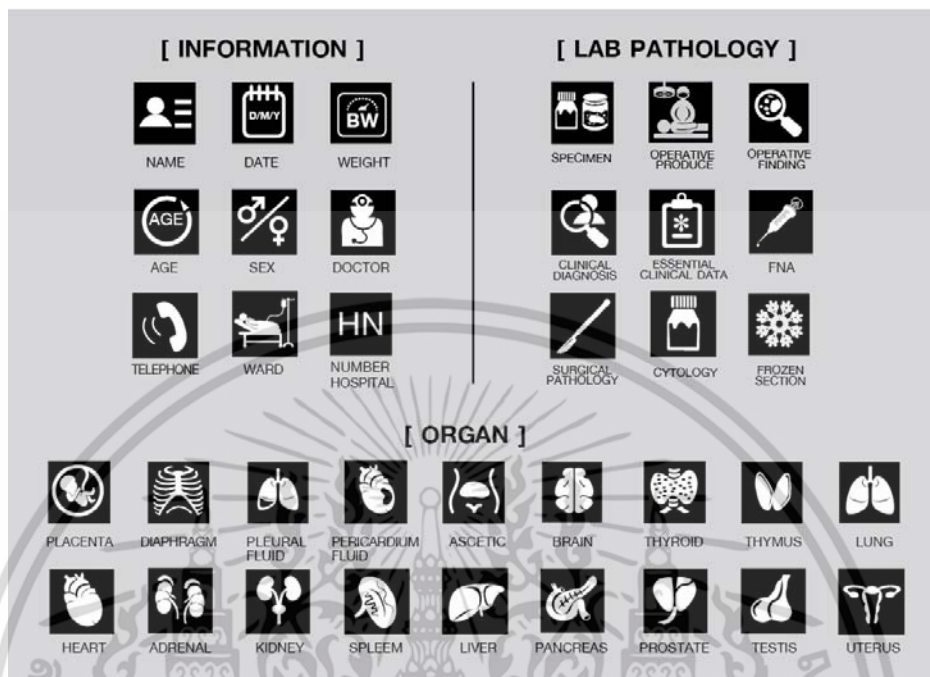 [ INFORMATION ]
[ LAB PATHOLOGY ]
D/M/Y
BW
NAME
DATE
WEIGHT
SPECIMEN
OPERATIVE
PRODUCE
OPERATIVE
FINDING
AGE
AGE
SEX
DOCTOR
CLINICAL
DIAGNOSIS
ESSENTIAL
CLINICAL DATA
FNA
HN
TELEPHONE
WARD
NUMBER
HOSPITAL
SURGICAL
PATHOLOGY
CYTOLOGY
FROZEN
SECTION
[ ORGAN ]
PLACENTA
DIAPHRAGM
PLEURAL
FLUID
PERICARDIUM
FLUID
ASCETIC
BRAIN
THYROID
THYMUS
LUNG
HEART
ADRENAL
KIDNEY
SPLEEM
LIVER
PANCREAS
PROSTATE
TESTIS
UTERUS